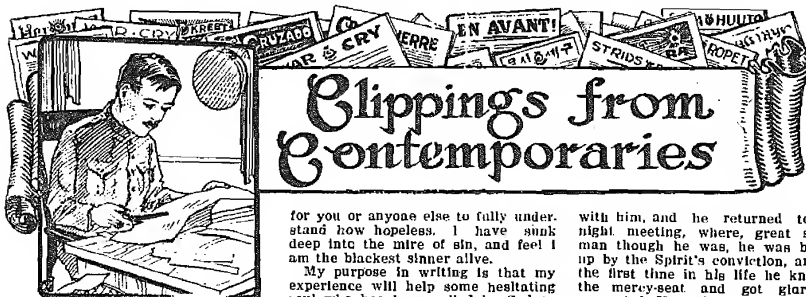 WAR CRY
KREET
CRUZADO
EN AVANT!
STRIDS
Clippings from
Contemporaries
for you or anyone else to fully under-
stand how hopeless. I have sunk
deep into the mire of sin, and feel I
am the blackest sinner alive.
My purpose in writing is that my
experience will help some hesitating
with him, and he returned to
night meeting, where, great s
man though he was, he was b
up by the Spirit's conviction, an
the first time in his life he kn
the mercy-seat and got glor